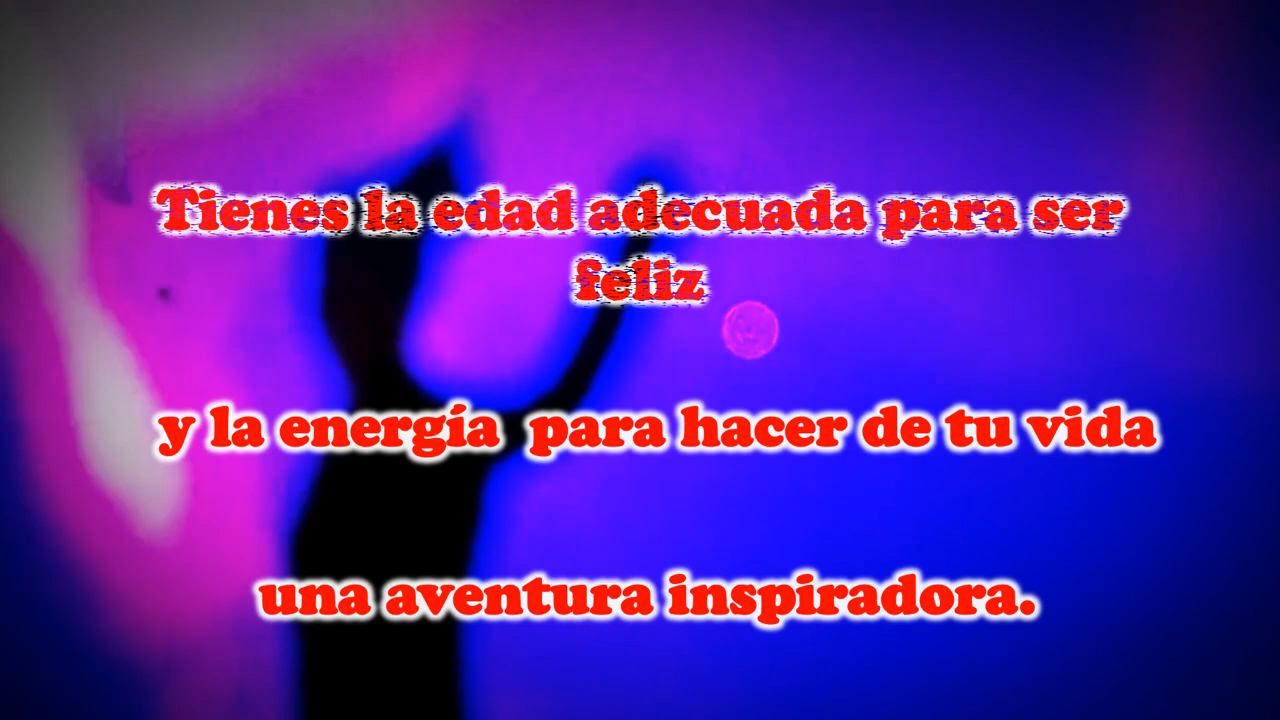 Tienes la edad adecuada para ser
feliz
y la energía para hacer de tu vida
una aventura inspiradora.